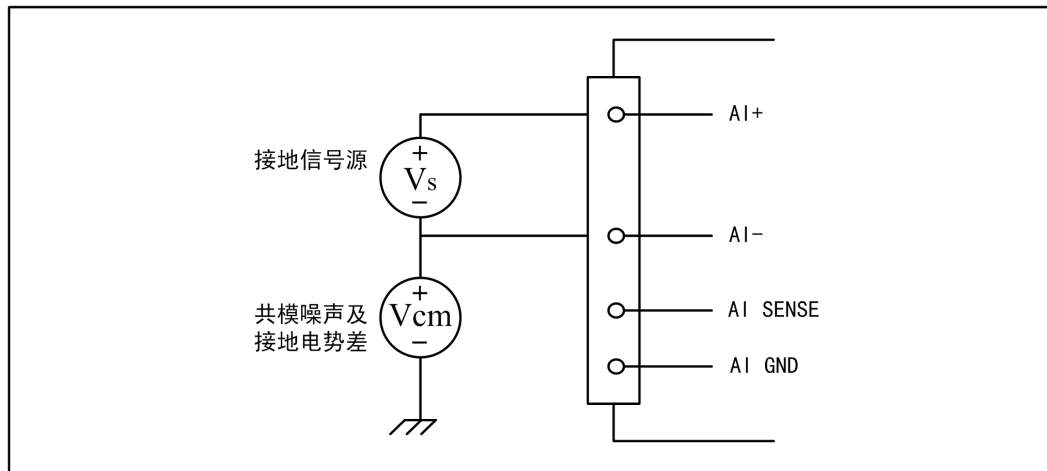 AI+
接地信号源
+
Vs
−
AI−
+
共模噪声及
Vcm
接地电势差
−
AI SENSE
AI GND